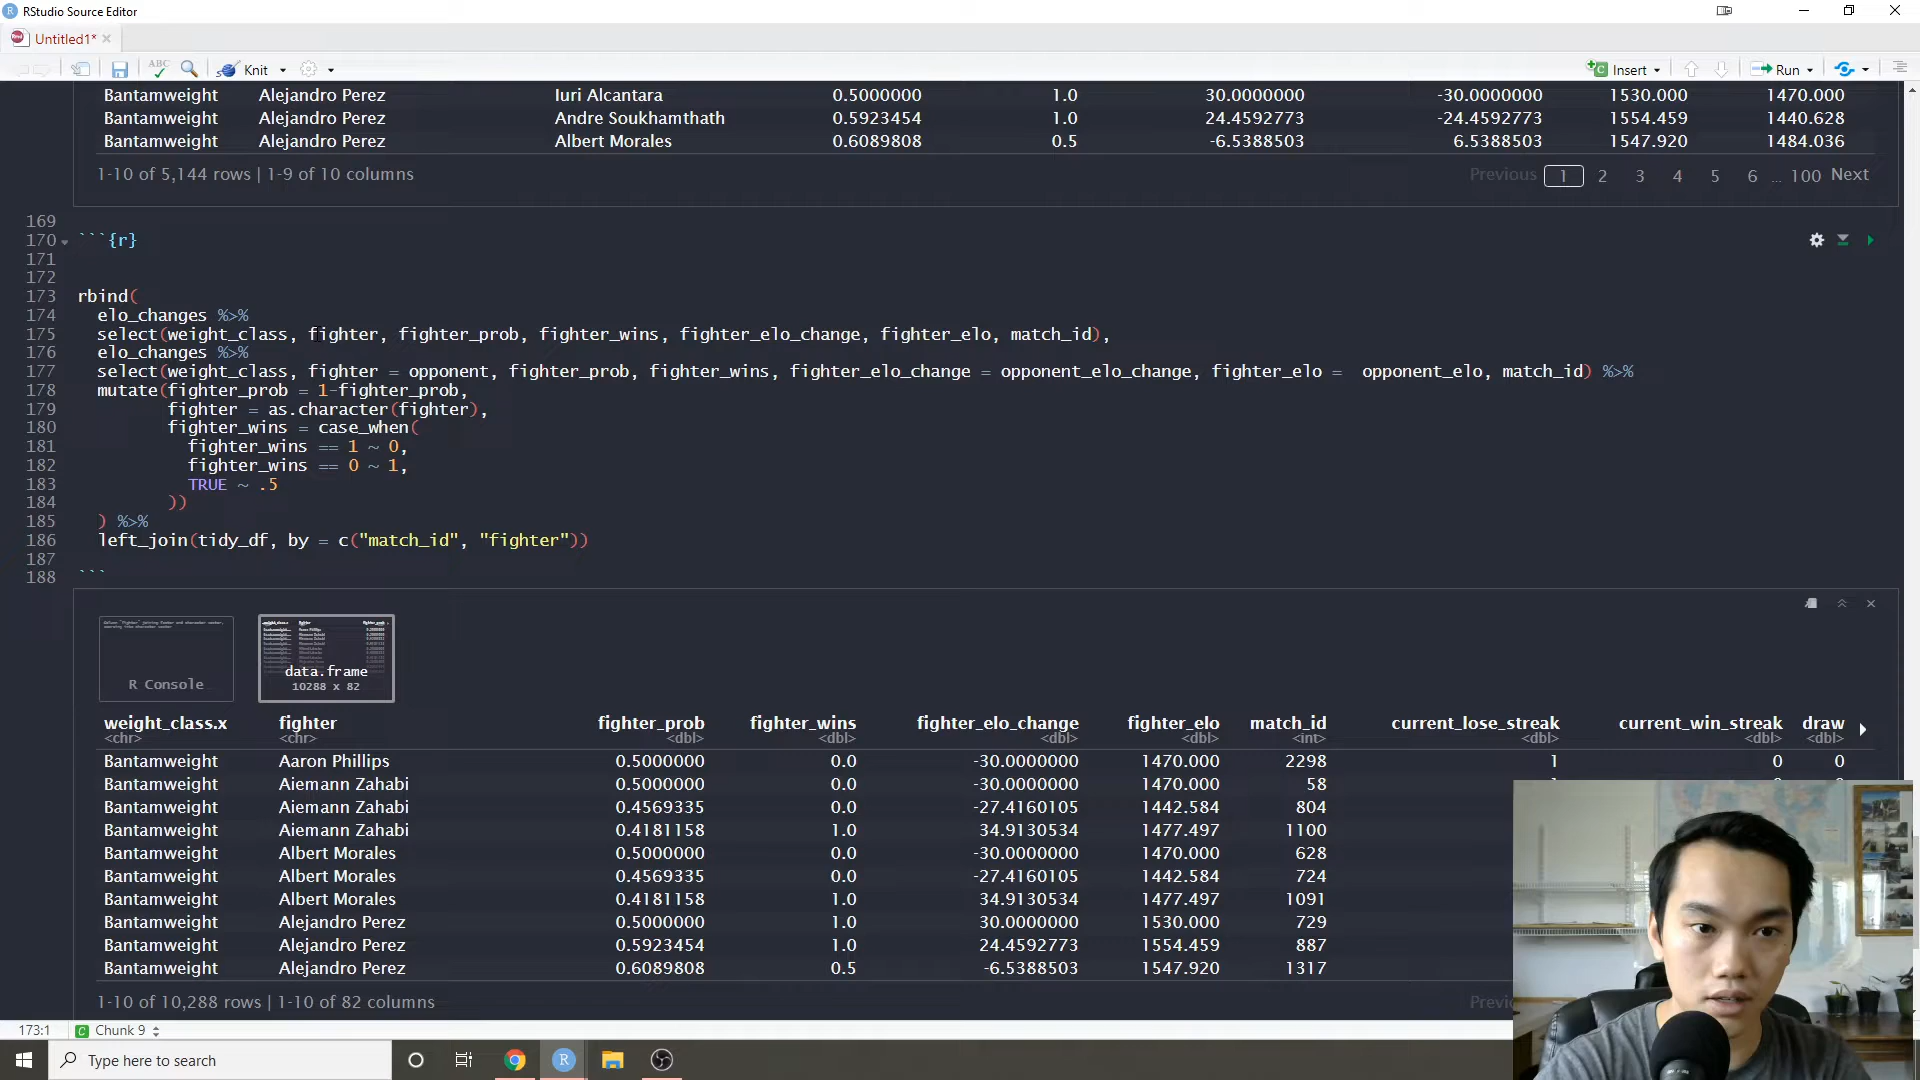 RStudio Source Editor
Untitled1*
ABC Knit Insert Run
Bantamweight Alejandro Perez Iuri Alcantara 0.5000000 1.0 30.0000000 -30.0000000 1530.000 1470.000
Bantamweight Alejandro Perez Andre Soukhamthath 0.5923454 1.0 24.4592773 -24.4592773 1554.459 1440.628
Bantamweight Alejandro Perez Albert Morales 0.6089808 0.5 -6.5388503 6.5388503 1547.920 1484.036
1-10 of 5,144 rows | 1-9 of 10 columns Previous 1 2 3 4 5 6 ... 100 Next
169
170 ```{r}
171
172
173 rbind(
174 elo_changes %>%
175 select(weight_class, fighter, fighter_prob, fighter_wins, fighter_elo_change, fighter_elo, match_id),
176 elo_changes %>%
177 select(weight_class, fighter = opponent, fighter_prob, fighter_wins, fighter_elo_change = opponent_elo_change, fighter_elo = opponent_elo, match_id) %>%
178 mutate(fighter_prob = 1-fighter_prob,
179 fighter = as.character(fighter),
180 fighter_wins = case_when(
181 fighter_wins == 1 ~ 0,
182 fighter_wins == 0 ~ 1,
183 TRUE ~ .5
184 ))
185 ) %>%
186 left_join(tidy_df, by = c("match_id", "fighter"))
187
188 ```
R Console
data.frame
10288 x 82
weight_class.x fighter fighter_prob fighter_wins fighter_elo_change fighter_elo match_id current_lose_streak current_win_streak draw
<chr> <chr> <dbl> <dbl> <dbl> <dbl> <int> <dbl> <dbl> <dbl>
Bantamweight Aaron Phillips 0.5000000 0.0 -30.0000000 1470.000 2298 1 0 0
Bantamweight Aiemann Zahabi 0.5000000 0.0 -30.0000000 1470.000 58
Bantamweight Aiemann Zahabi 0.4569335 0.0 -27.4160105 1442.584 804
Bantamweight Aiemann Zahabi 0.4181158 1.0 34.9130534 1477.497 1100
Bantamweight Albert Morales 0.5000000 0.0 -30.0000000 1470.000 628
Bantamweight Albert Morales 0.4569335 0.0 -27.4160105 1442.584 724
Bantamweight Albert Morales 0.4181158 1.0 34.9130534 1477.497 1091
Bantamweight Alejandro Perez 0.5000000 1.0 30.0000000 1530.000 729
Bantamweight Alejandro Perez 0.5923454 1.0 24.4592773 1554.459 887
Bantamweight Alejandro Perez 0.6089808 0.5 -6.5388503 1547.920 1317
1-10 of 10,288 rows | 1-10 of 82 columns
173:1 Chunk 9
Type here to search